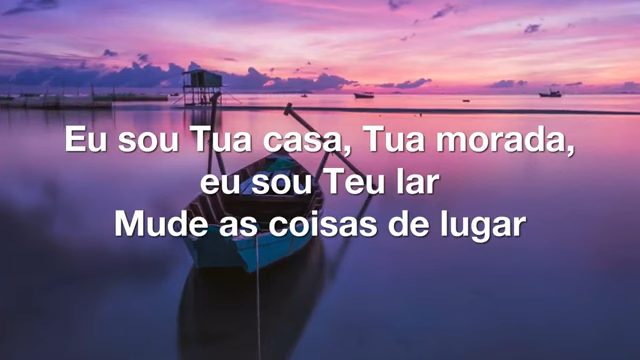 Eu sou Tua casa, Tua morada,
eu sou Teu lar
Mude as coisas de lugar